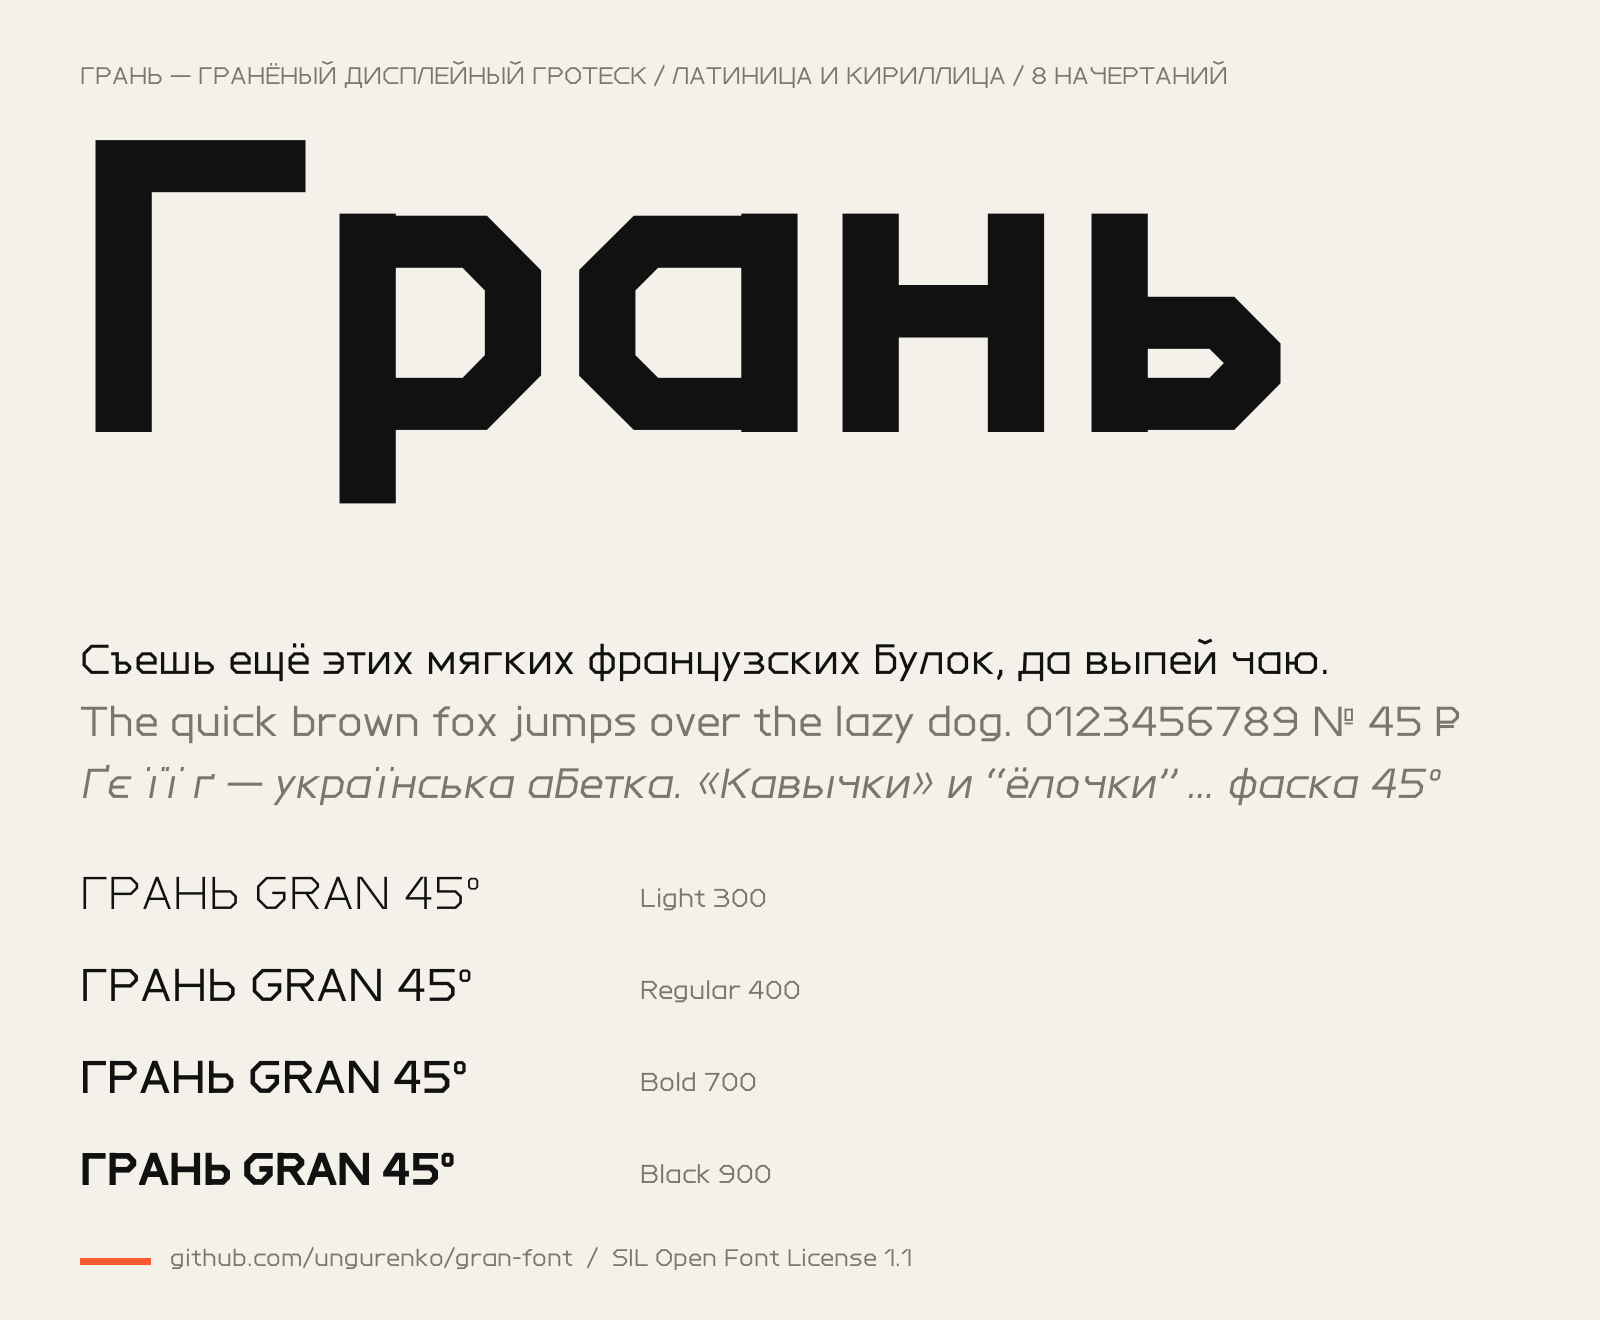 ГРАНЬ — ГРАНЁНЫЙ ДИСПЛЕЙНЫЙ ГРОТЕСК / ЛАТИНИЦА И КИРИЛЛИЦА / 8 НАЧЕРТАНИЙ
Грань
Съешь ещё этих мягких французских булок, да выпей чаю.
The quick brown fox jumps over the lazy dog. 0123456789 № 45 ₽
Ґє ії ґ — українська абетка. «Кавычки» и “ёлочки” … фаска 45°
ГРАНЬ GRAN 45° Light 300
ГРАНЬ GRAN 45° Regular 400
ГРАНЬ GRAN 45° Bold 700
ГРАНЬ GRAN 45° Black 900
github.com/ungurenko/gran-font / SIL Open Font License 1.1